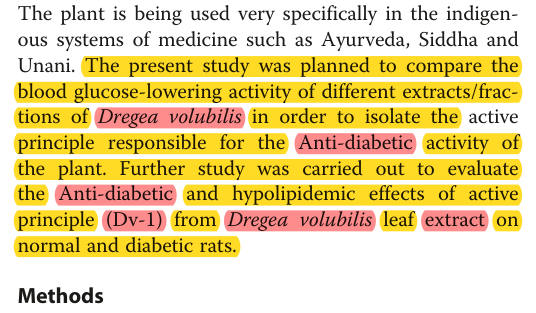 The plant is being used very specifically in the indigen-
ous systems of medicine such as Ayurveda, Siddha and
Unani. The present study was planned to compare the
blood glucose-lowering activity of different extracts/frac-
tions of Dregea volubilis in order to isolate the active
principle responsible for the Anti-diabetic activity of
the plant. Further study was carried out to evaluate
the Anti-diabetic and hypolipidemic effects of active
principle (Dv-1) from Dregea volubilis leaf extract on
normal and diabetic rats.
Methods